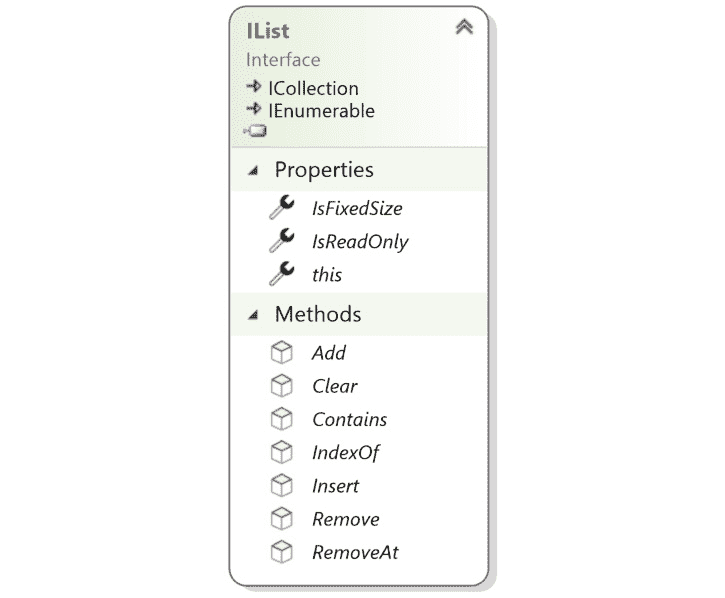 IList
Interface
ICollection
IEnumerable
Properties
IsFixedSize
IsReadOnly
this
Methods
Add
Clear
Contains
IndexOf
Insert
Remove
RemoveAt